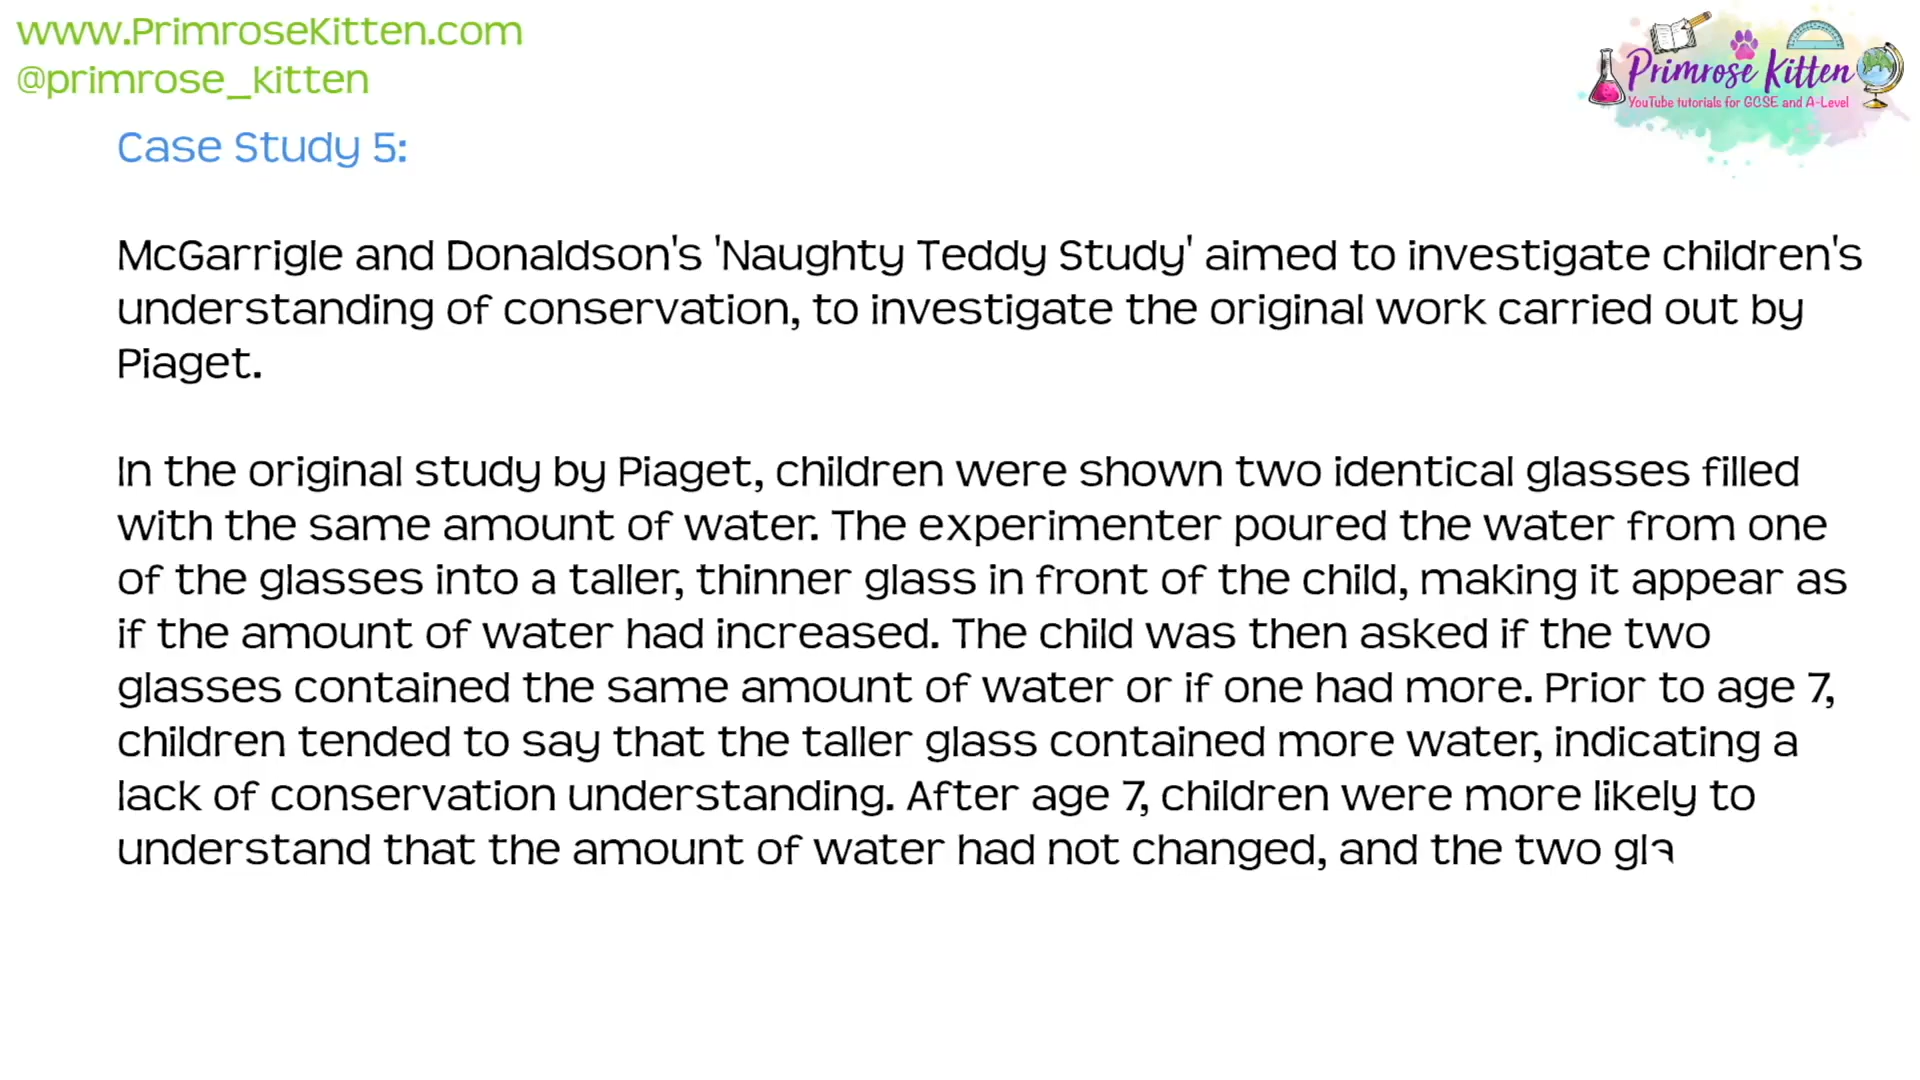 www.PrimroseKitten.com
@primrose_kitten
Primrose Kitten
YouTube tutorials for GCSE and A-Level
Case Study 5:
McGarrigle and Donaldson's 'Naughty Teddy Study' aimed to investigate children's
understanding of conservation, to investigate the original work carried out by
Piaget.
In the original study by Piaget, children were shown two identical glasses filled
with the same amount of water. The experimenter poured the water from one
of the glasses into a taller, thinner glass in front of the child, making it appear as
if the amount of water had increased. The child was then asked if the two
glasses contained the same amount of water or if one had more. Prior to age 7,
children tended to say that the taller glass contained more water, indicating a
lack of conservation understanding. After age 7, children were more likely to
understand that the amount of water had not changed, and the two gla